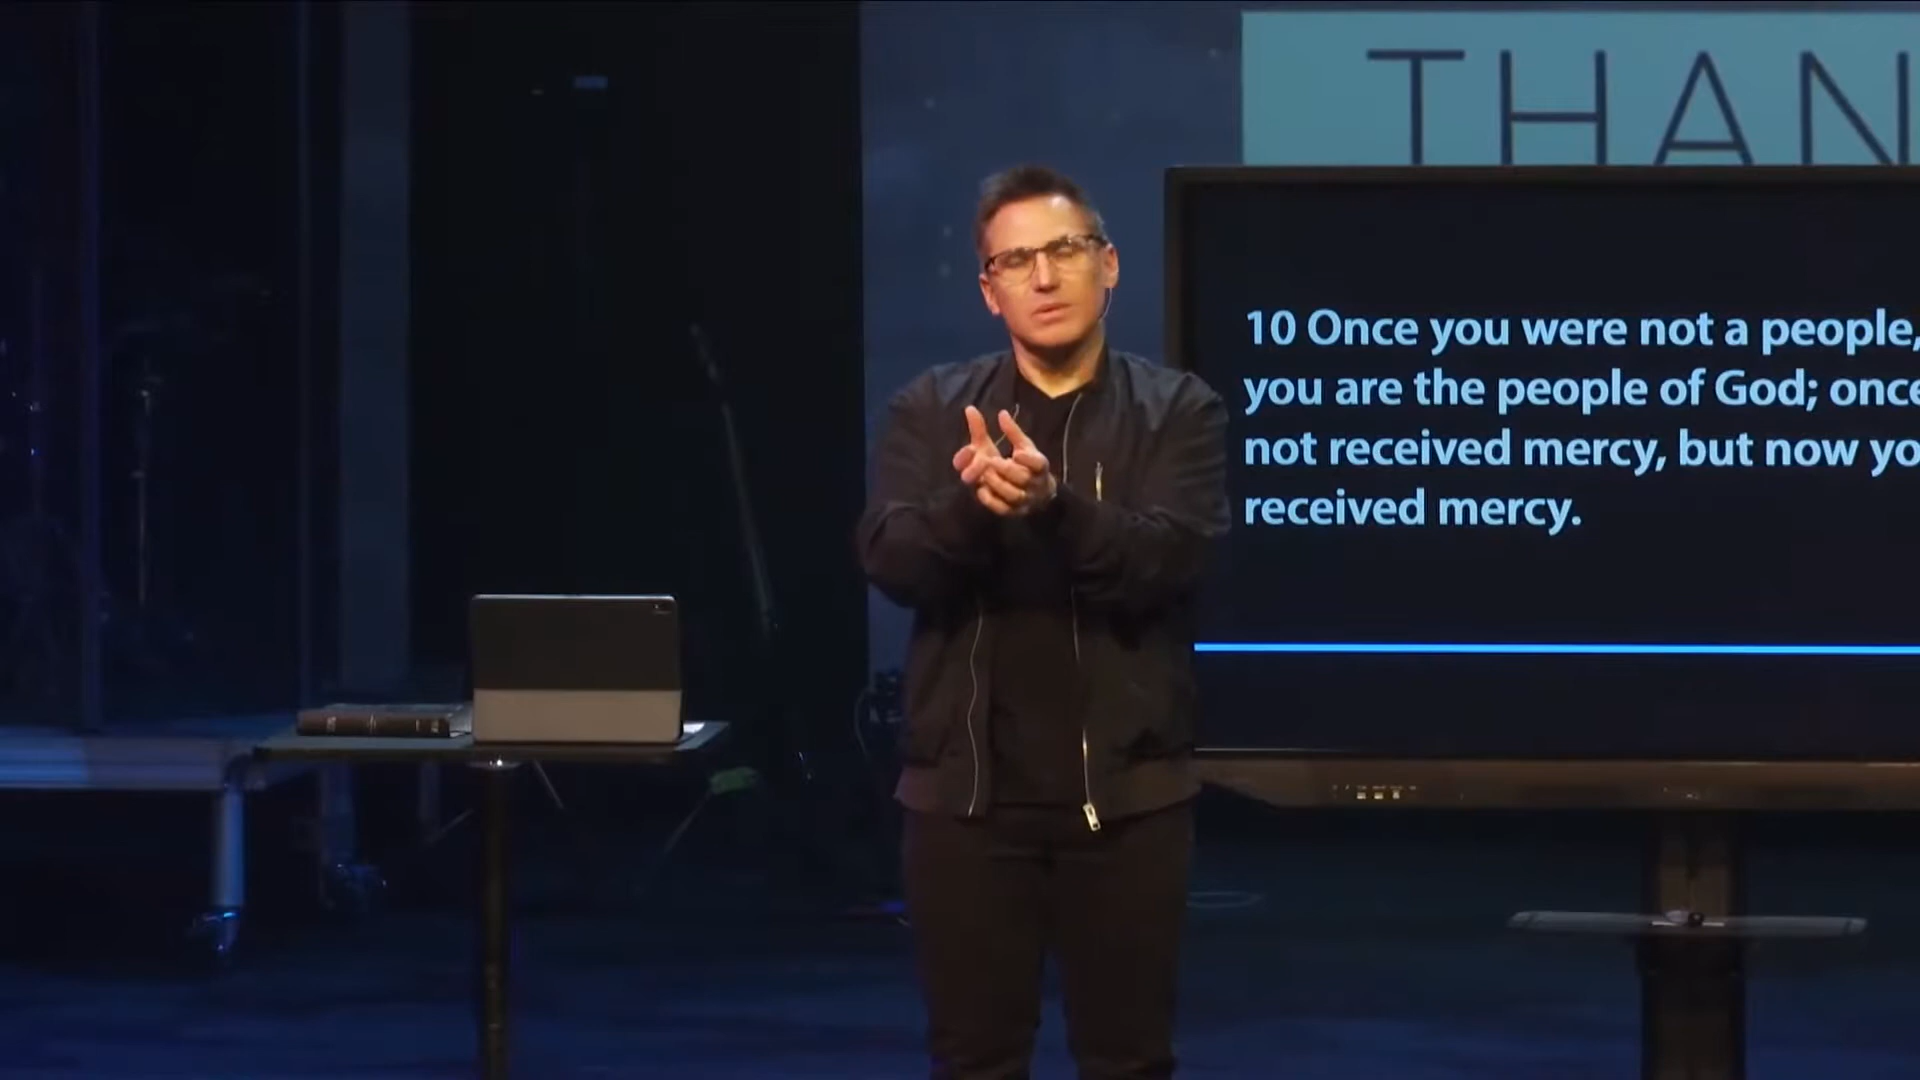 THAN
10 Once you were not a people,
you are the people of God; once
not received mercy, but now yo
received mercy.